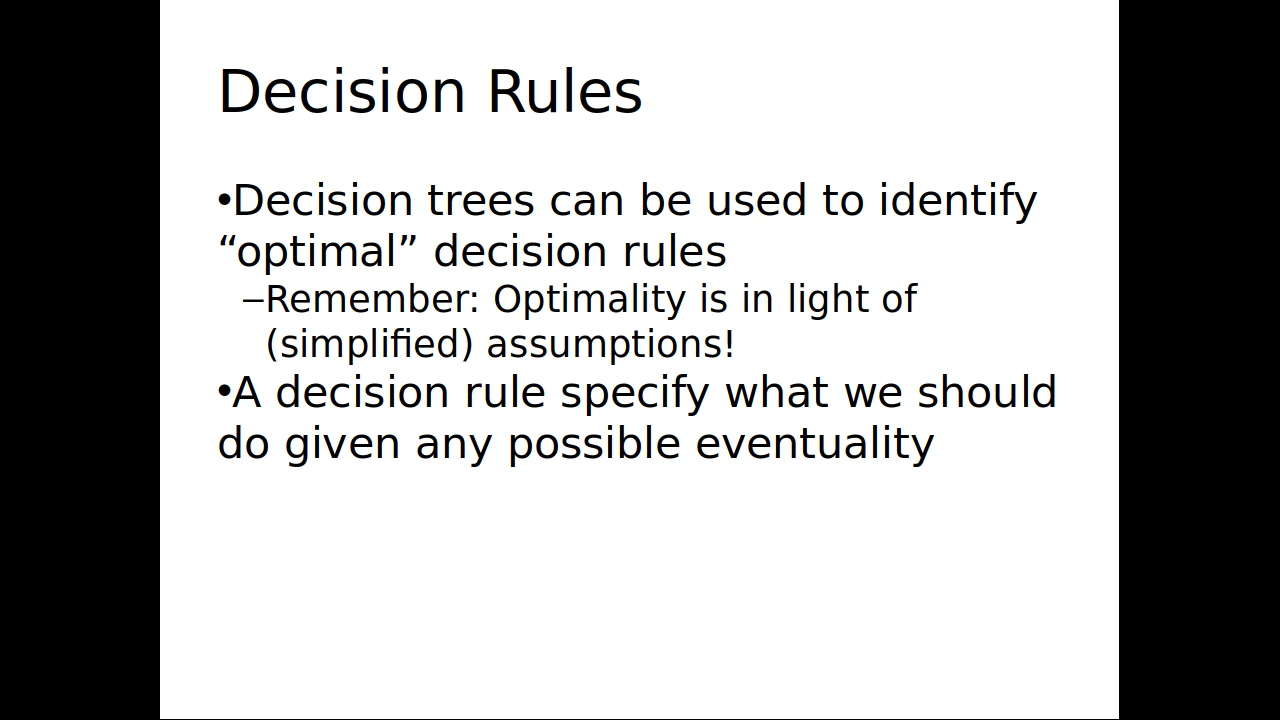 Decision Rules
•Decision trees can be used to identify
“optimal” decision rules
–Remember: Optimality is in light of
(simplified) assumptions!
•A decision rule specify what we should
do given any possible eventuality